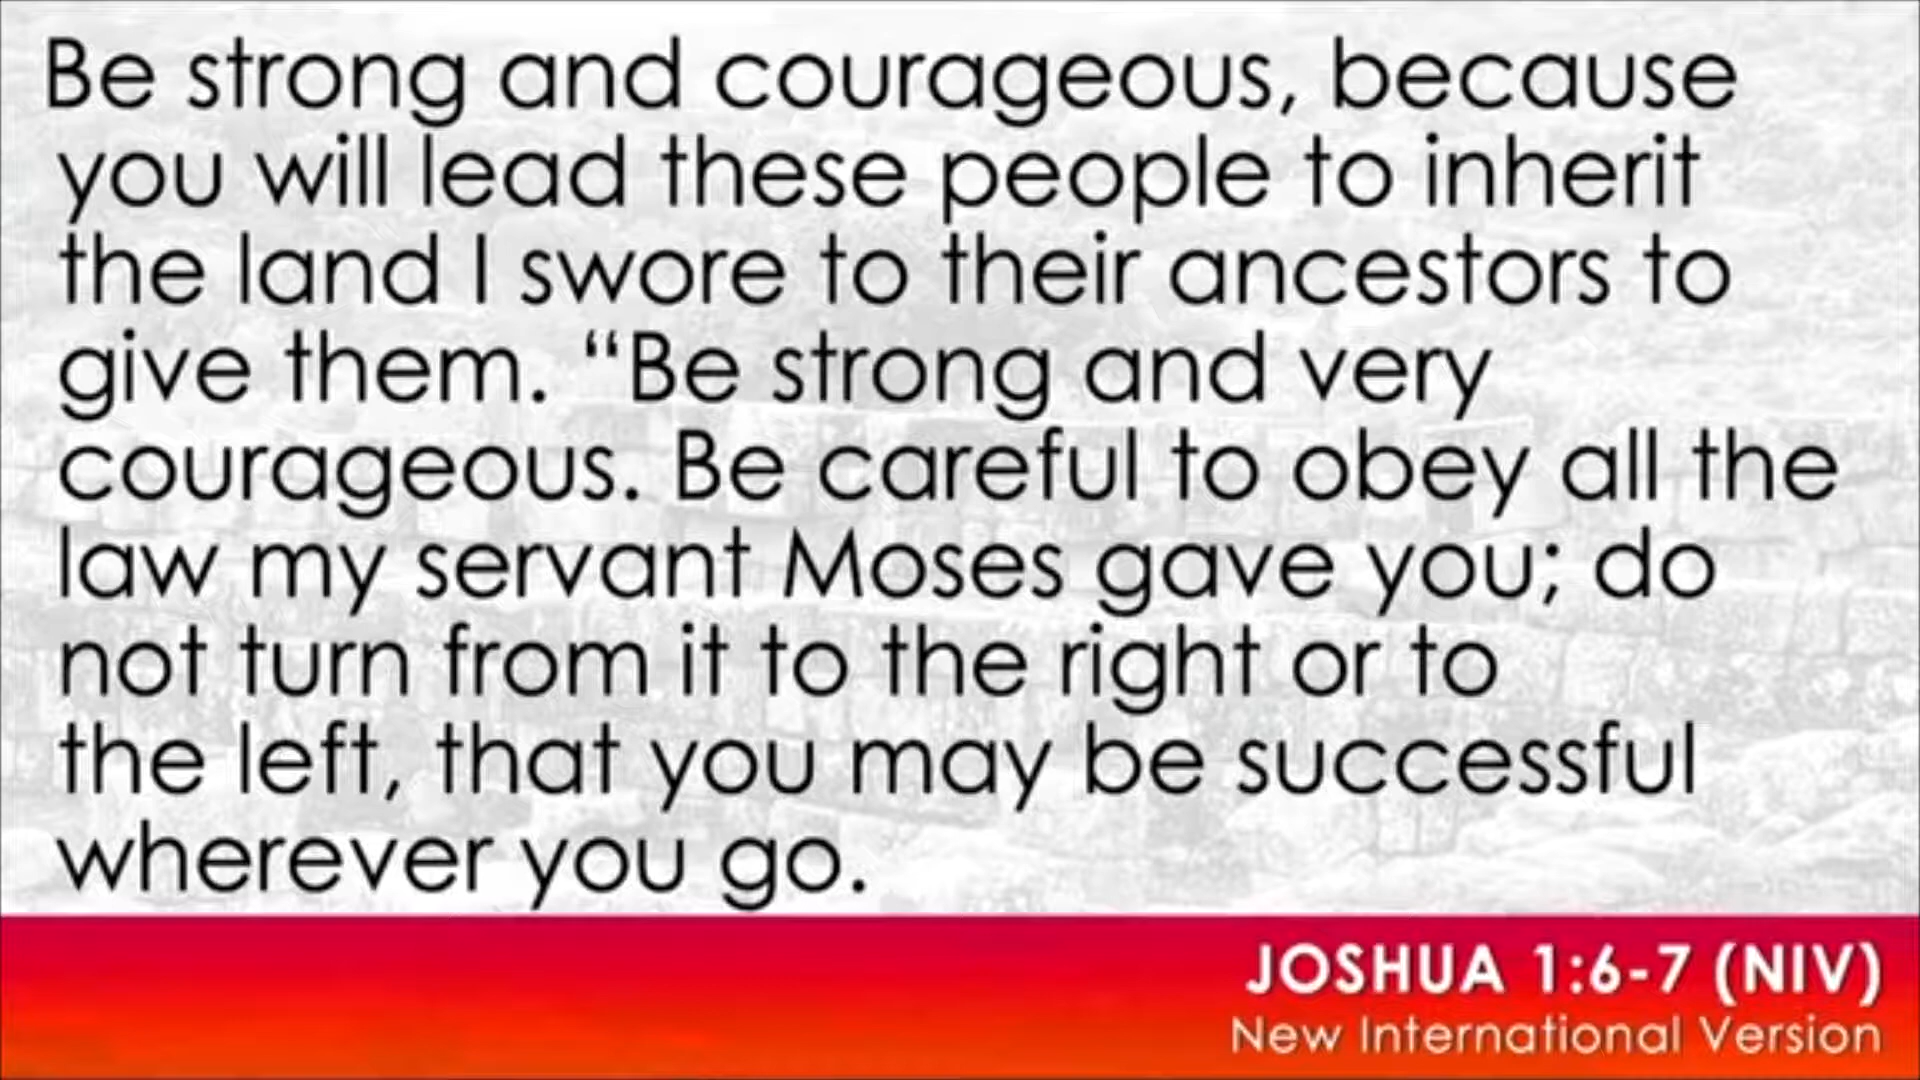 Be strong and courageous, because
you will lead these people to inherit
the land I swore to their ancestors to
give them. “Be strong and very
courageous. Be careful to obey all the
law my servant Moses gave you; do
not turn from it to the right or to
the left, that you may be successful
wherever you go.
JOSHUA 1:6-7 (NIV)
New International Version